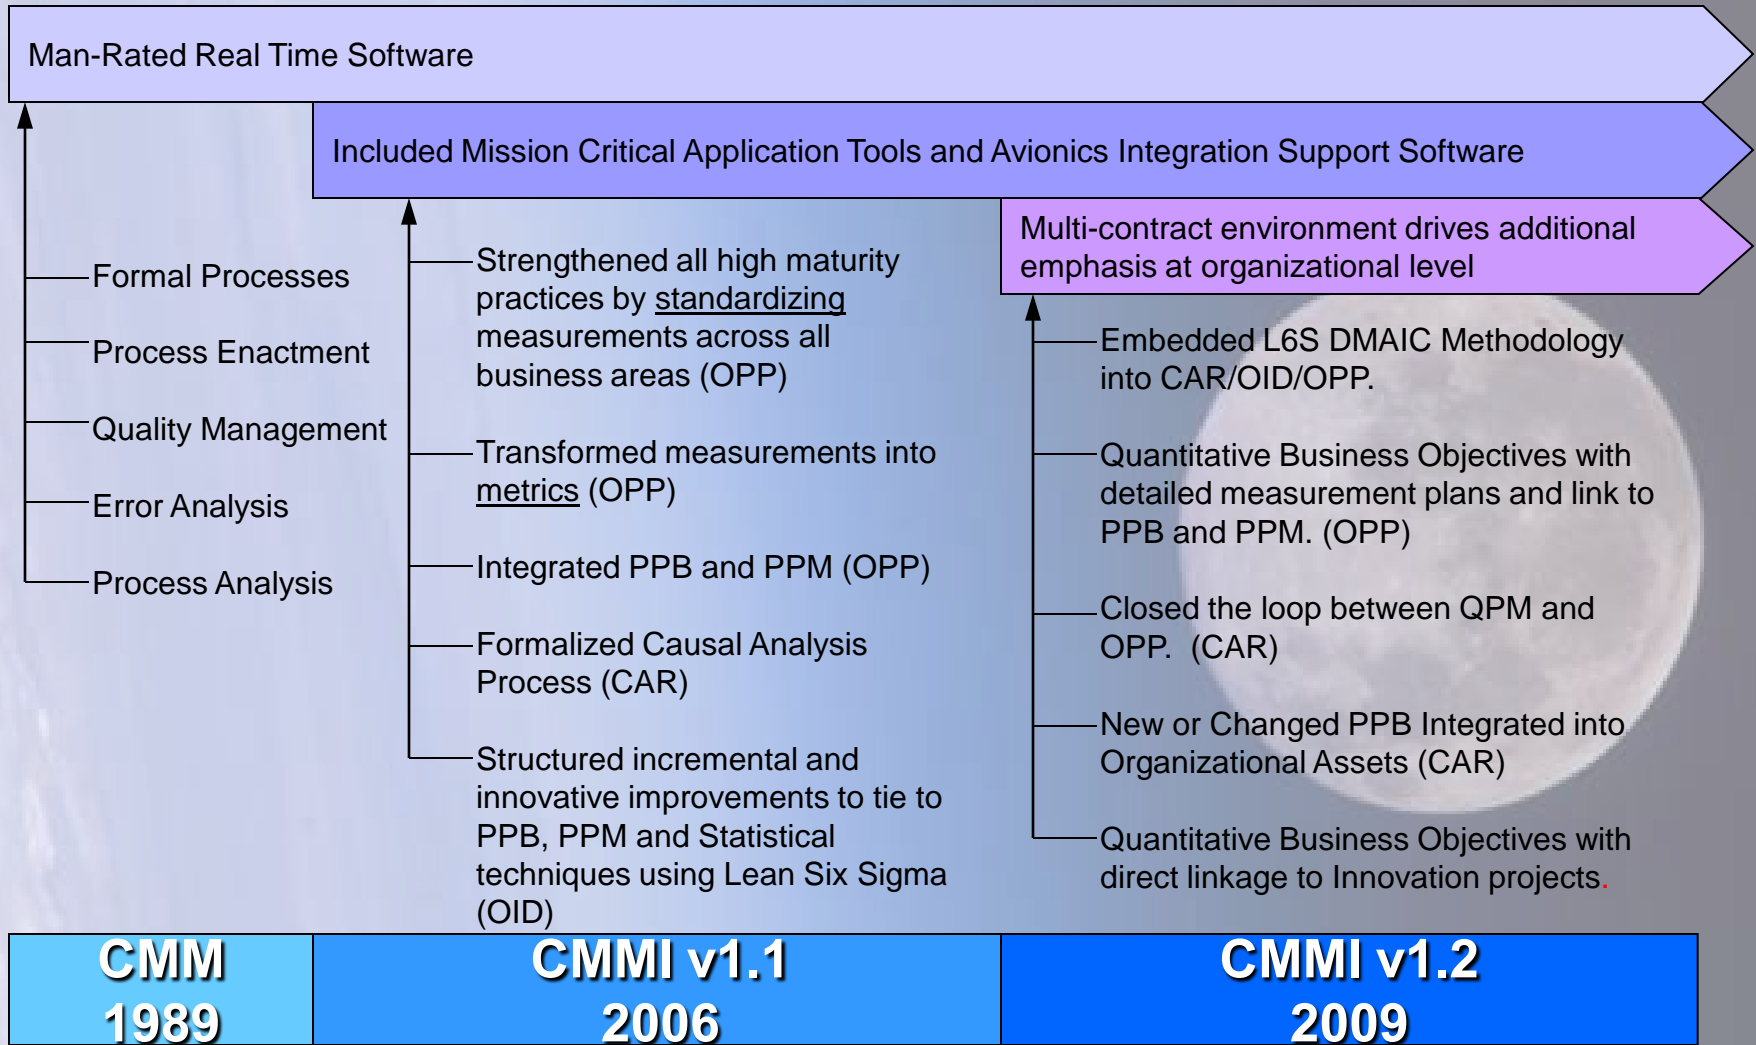 Man-Rated Real Time Software
Included Mission Critical Application Tools and Avionics Integration Support Software
Multi-contract environment drives additional
emphasis at organizational level
Formal Processes
Process Enactment
Quality Management
Error Analysis
Process Analysis
Strengthened all high maturity
practices by standardizing
measurements across all
business areas (OPP)
Transformed measurements into
metrics (OPP)
Integrated PPB and PPM (OPP)
Formalized Causal Analysis
Process (CAR)
Structured incremental and
innovative improvements to tie to
PPB, PPM and Statistical
techniques using Lean Six Sigma
(OID)
Embedded L6S DMAIC Methodology
into CAR/OID/OPP.
Quantitative Business Objectives with
detailed measurement plans and link to
PPB and PPM. (OPP)
Closed the loop between QPM and
OPP.  (CAR)
New or Changed PPB Integrated into
Organizational Assets (CAR)
Quantitative Business Objectives with
direct linkage to Innovation projects.
CMM
1989
CMMI v1.1
2006
CMMI v1.2
2009